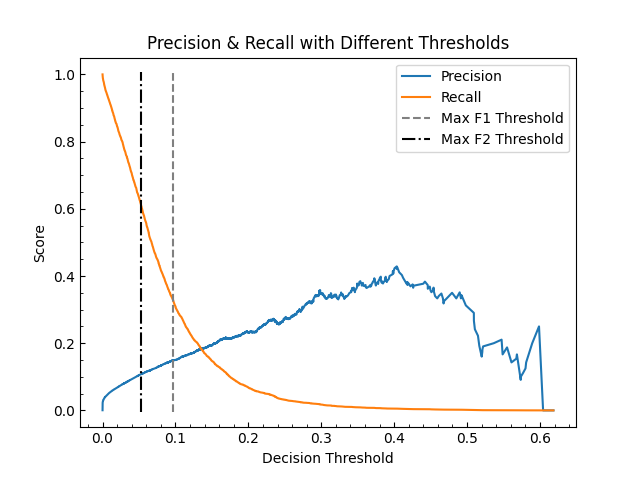 Precision & Recall with Different Thresholds
Precision
Recall
Max F1 Threshold
Max F2 Threshold
1.0
0.8
0.6
0.4
0.2
0.0
Score
0.0 0.1 0.2 0.3 0.4 0.5 0.6
Decision Threshold